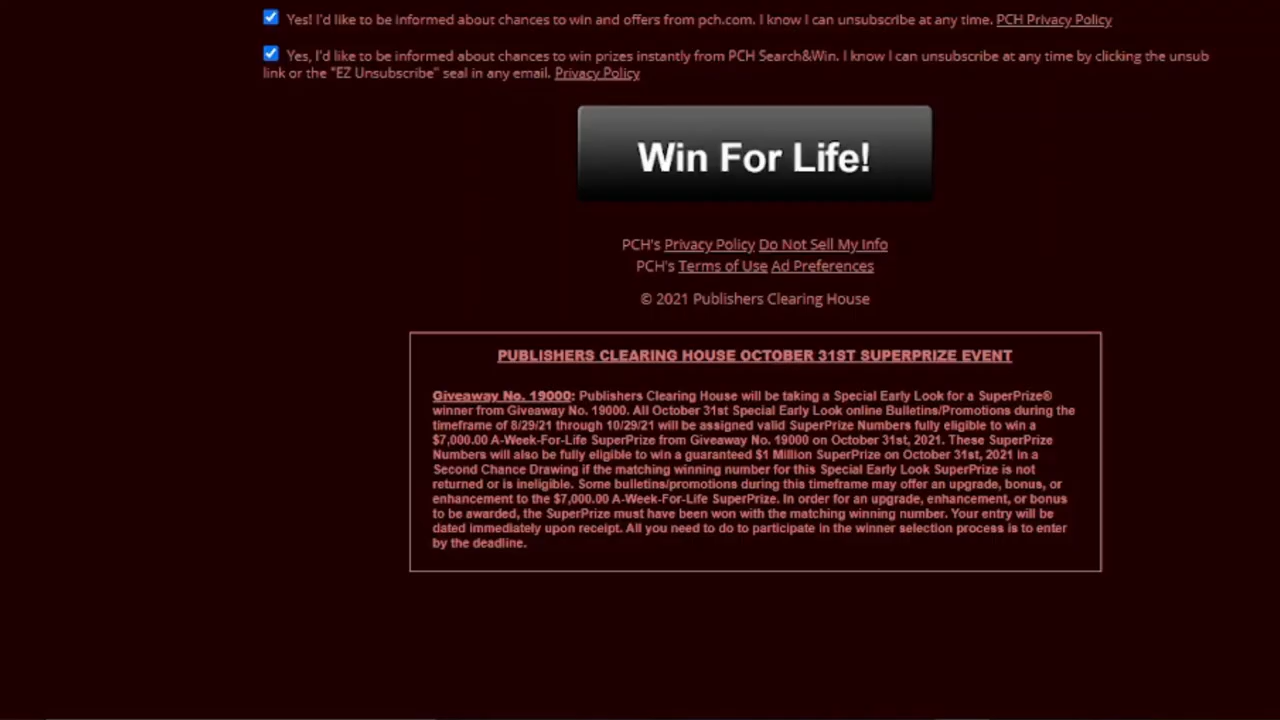 Yes! I'd like to be informed about chances to win and offers from pch.com. I know I can unsubscribe at any time. PCH Privacy Policy
Yes, I'd like to be informed about chances to win prizes instantly from PCH Search&Win. I know I can unsubscribe at any time by clicking the unsub
link or the "EZ Unsubscribe" seal in any email. Privacy Policy
Win For Life!
PCH's Privacy Policy Do Not Sell My Info
PCH's Terms of Use Ad Preferences
© 2021 Publishers Clearing House
PUBLISHERS CLEARING HOUSE OCTOBER 31ST SUPERPRIZE EVENT
Giveaway No. 19000: Publishers Clearing House will be taking a Special Early Look for a SuperPrize®
winner from Giveaway No. 19000. All October 31st Special Early Look online Bulletins/Promotions during the
timeframe of 8/29/21 through 10/29/21 will be assigned valid SuperPrize Numbers fully eligible to win a
$7,000.00 A-Week-For-Life SuperPrize from Giveaway No. 19000 on October 31st, 2021. These SuperPrize
Numbers will also be fully eligible to win a guaranteed $1 Million SuperPrize on October 31st, 2021 in a
Second Chance Drawing if the matching winning number for this Special Early Look SuperPrize is not
returned or is ineligible. Some bulletins/promotions during this timeframe may offer an upgrade, bonus, or
enhancement to the $7,000.00 A-Week-For-Life SuperPrize. In order for an upgrade, enhancement, or bonus
to be awarded, the SuperPrize must have been won with the matching winning number. Your entry will be
dated immediately upon receipt. All you need to do to participate in the winner selection process is to enter
by the deadline.